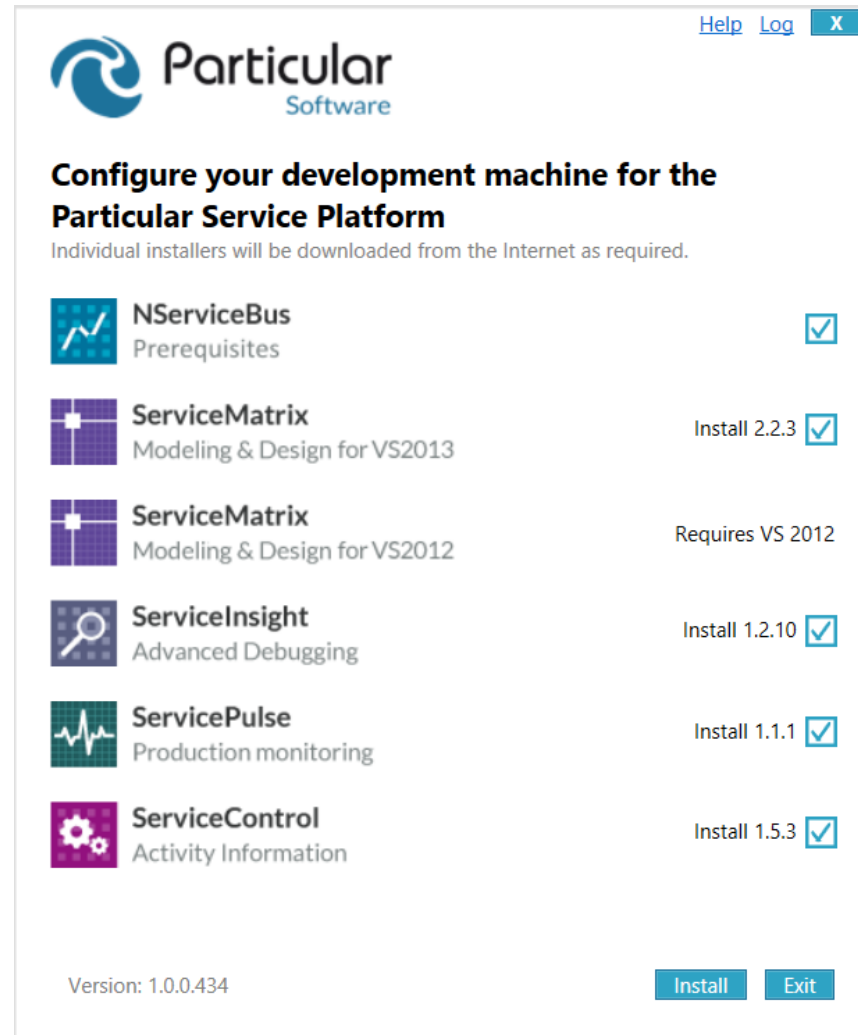 Help Log X
Particular
Software
Configure your development machine for the
Particular Service Platform
Individual installers will be downloaded from the Internet as required.
NServiceBus
Prerequisites
ServiceMatrix
Modeling & Design for VS2013
Install 2.2.3
ServiceMatrix
Modeling & Design for VS2012
Requires VS 2012
ServiceInsight
Advanced Debugging
Install 1.2.10
ServicePulse
Production monitoring
Install 1.1.1
ServiceControl
Activity Information
Install 1.5.3
Version: 1.0.0.434
Install Exit